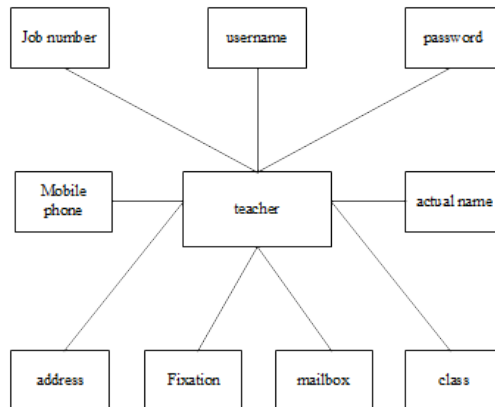 Job number
username
password
Mobile
phone
teacher
actual name
address
Fixation
mailbox
class